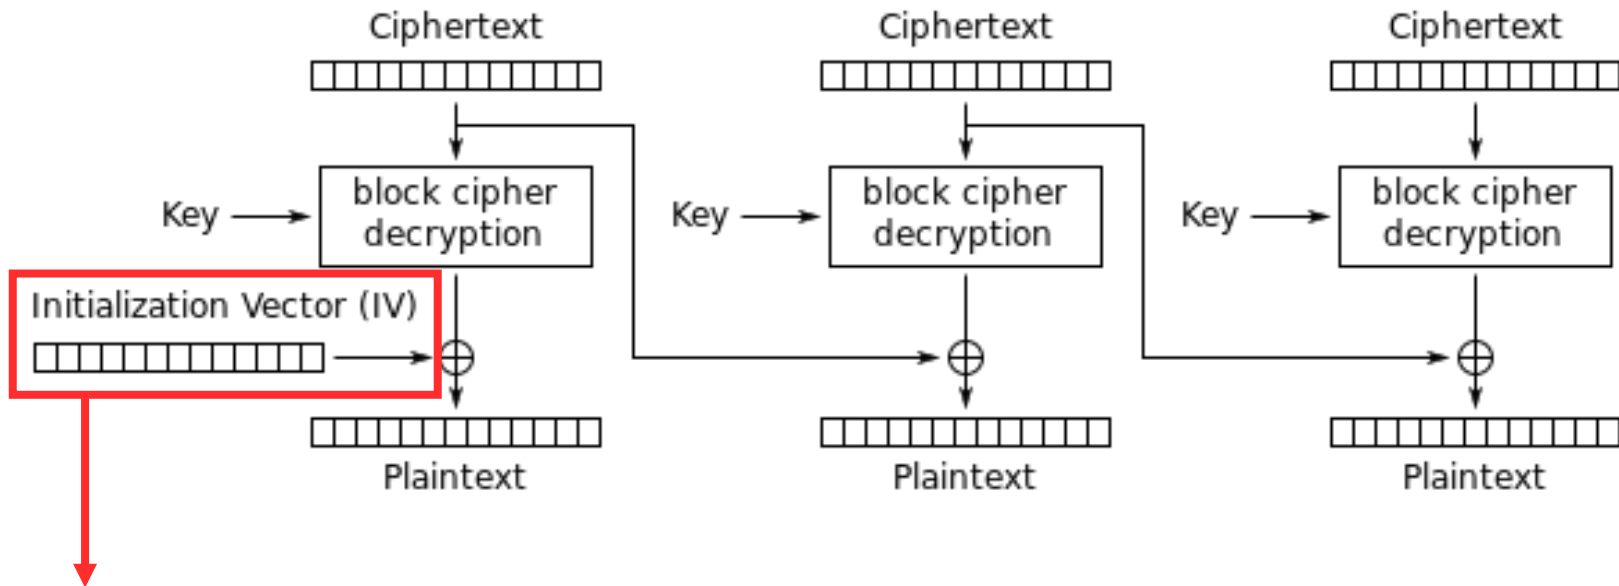 Ciphertext
Ciphertext
Ciphertext
block cipher
decryption
block cipher
decryption
block cipher
decryption
Key
Key
Key
Initialization Vector (IV)
Plaintext
Plaintext
Plaintext